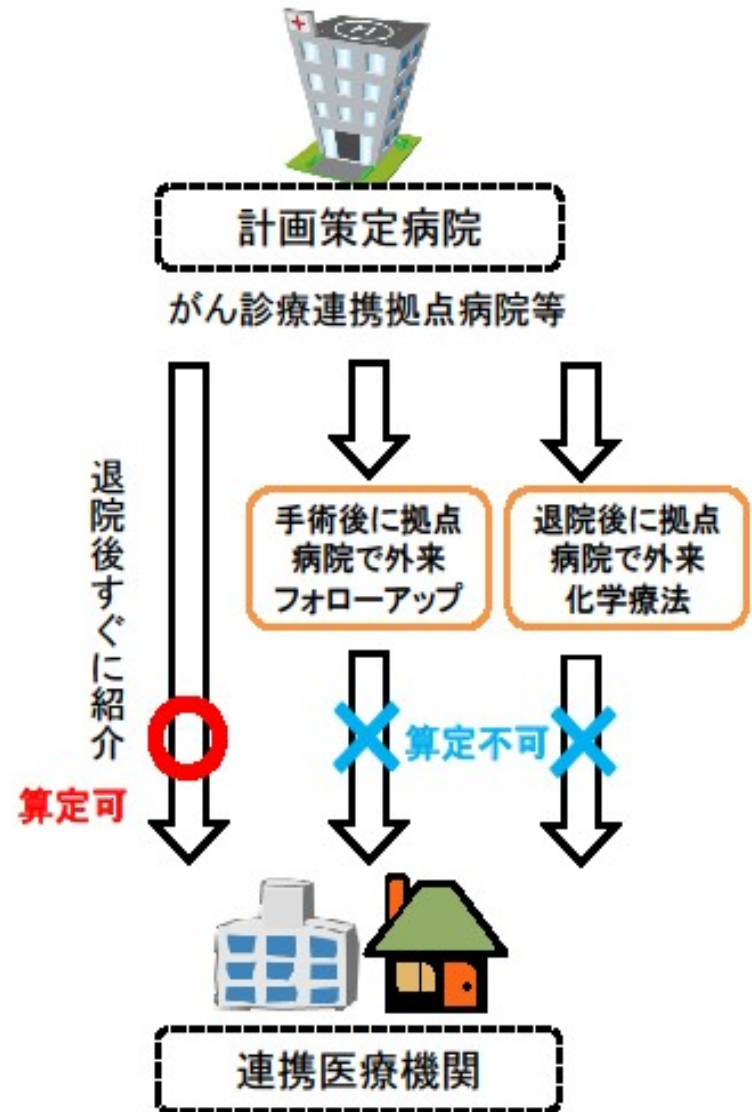 計画策定病院
がん診療連携拠点病院等
退院後すぐに紹介
手術後に拠点
病院で外来
フォローアップ
退院後に拠点
病院で外来
化学療法
算定可
算定不可
連携医療機関